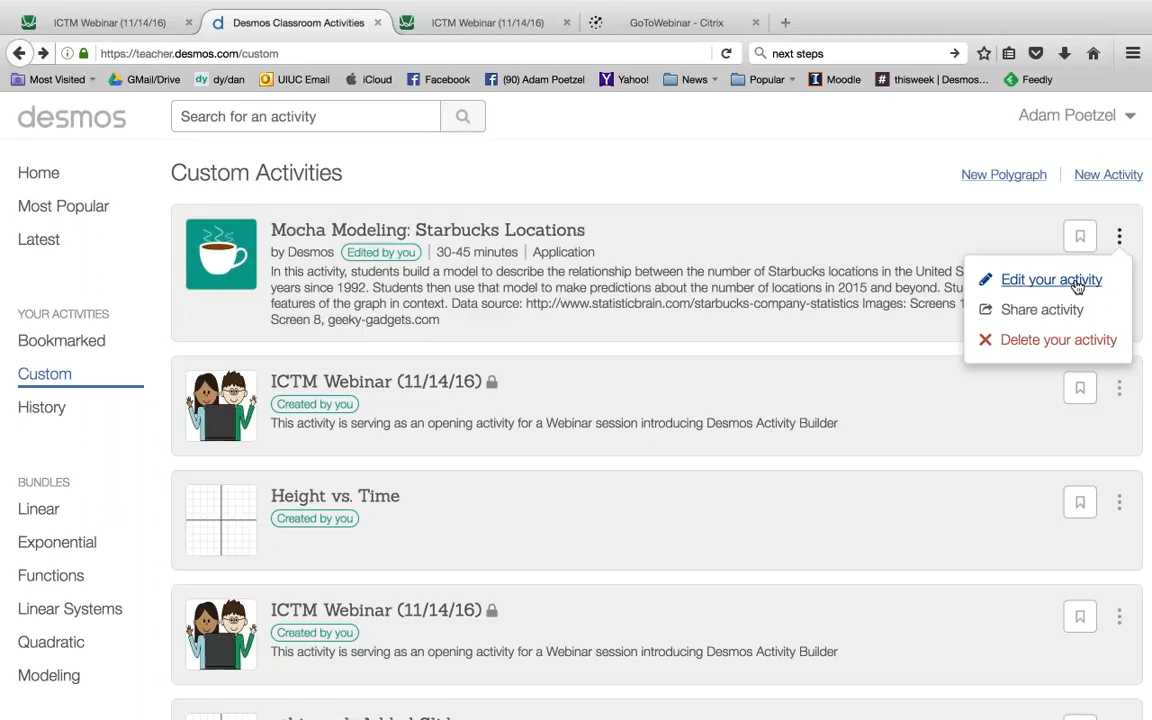 ICTM Webinar (11/14/16)
Desmos Classroom Activities
ICTM Webinar (11/14/16)
GoToWebinar - Citrix
https://teacher.desmos.com/custom
next steps
Most Visited
GMail/Drive
dy/dan
UIUC Email
iCloud
Facebook
(90) Adam Poetzel
Yahoo!
News
Popular
Moodle
thisweek | Desmos...
Feedly
desmos
Search for an activity
Adam Poetzel
Home
Most Popular
Latest
YOUR ACTIVITIES
Bookmarked
Custom
History
BUNDLES
Linear
Exponential
Functions
Linear Systems
Quadratic
Modeling
Custom Activities
New Polygraph
New Activity
Mocha Modeling: Starbucks Locations
by Desmos Edited by you | 30-45 minutes | Application
In this activity, students build a model to describe the relationship between the number of Starbucks locations in the United S
years since 1992. Students then use that model to make predictions about the number of locations in 2015 and beyond. Stu
features of the graph in context. Data source: http://www.statisticbrain.com/starbucks-company-statistics Images: Screens 1
Screen 8, geeky-gadgets.com
Edit your activity
Share activity
Delete your activity
ICTM Webinar (11/14/16)
Created by you
This activity is serving as an opening activity for a Webinar session introducing Desmos Activity Builder
Height vs. Time
Created by you
ICTM Webinar (11/14/16)
Created by you
This activity is serving as an opening activity for a Webinar session introducing Desmos Activity Builder